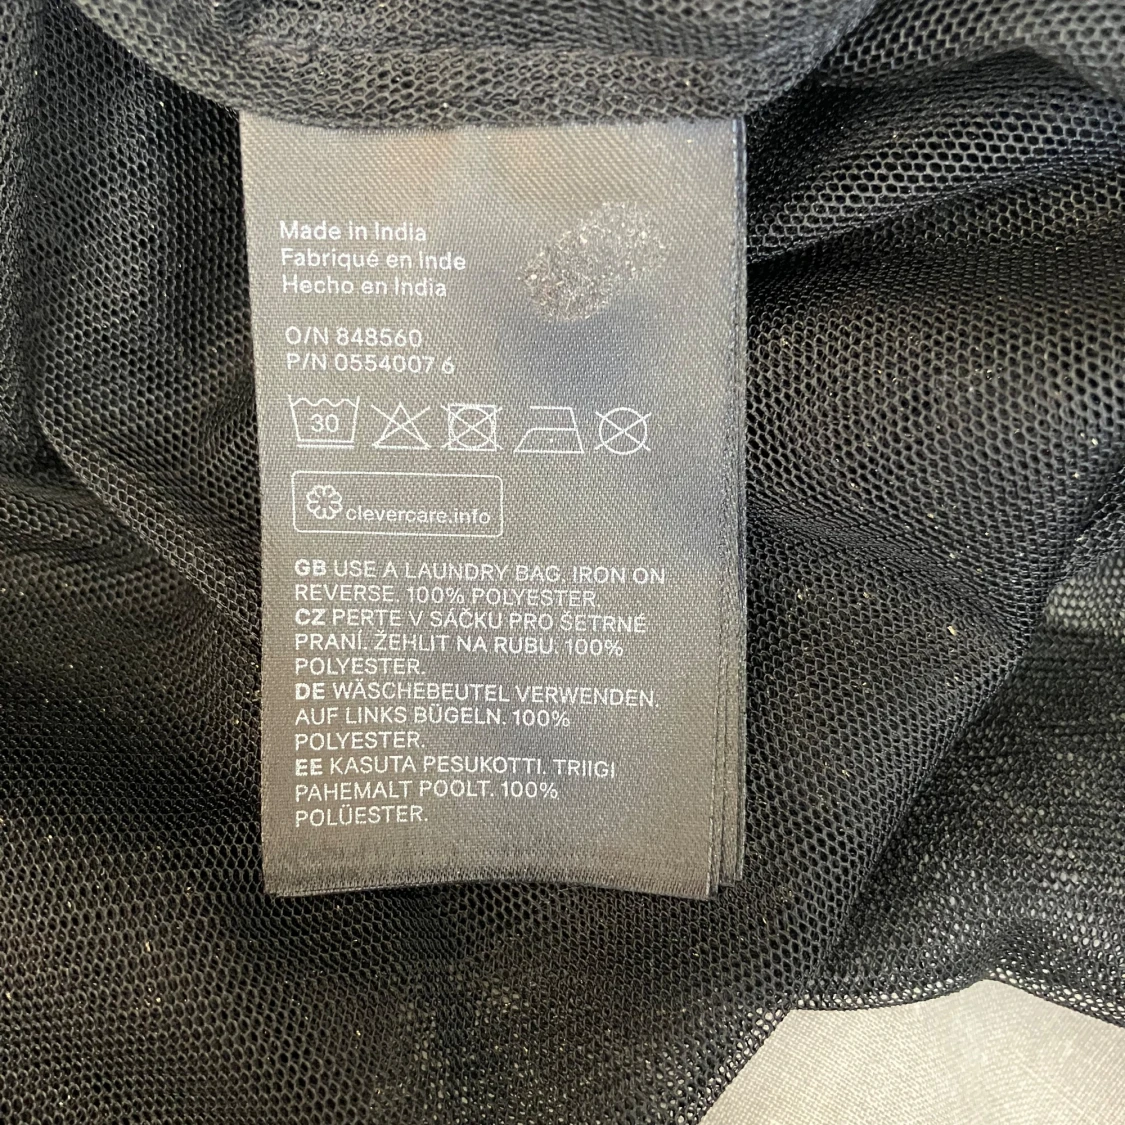 Made in India
Fabriqué en Inde
Hecho en India
O/N 848560
P/N 0554007 6
30
clevercare.info
GB USE A LAUNDRY BAG. IRON ON
REVERSE. 100% POLYESTER.
CZ PERTE V SÁČKU PRO ŠETRNÉ
PRANÍ. ŽEHLIT NA RUBU. 100%
POLYESTER.
DE WÄSCHEBEUTEL VERWENDEN.
AUF LINKS BÜGELN. 100%
POLYESTER.
EE KASUTA PESUKOTTI. TRIIGI
PAHEMALT POOLT. 100%
POLÜESTER.